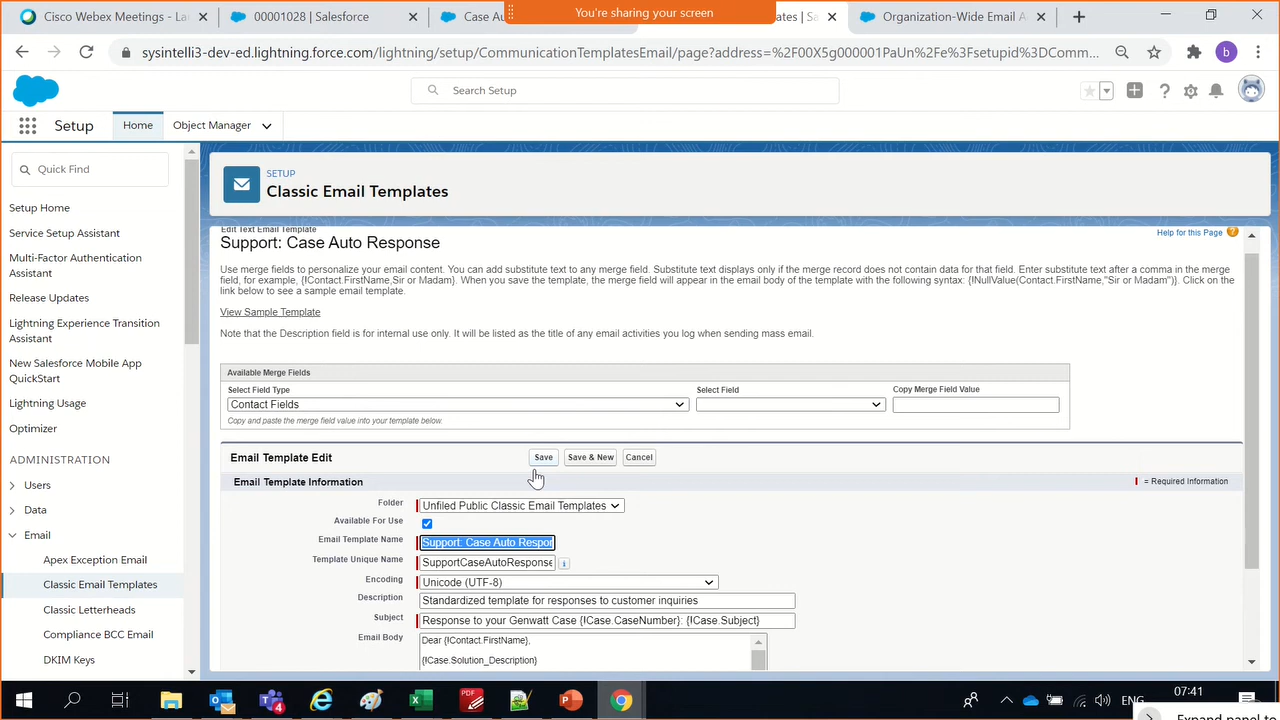 Cisco Webex Meetings - La
00001028 | Salesforce
Case Au
You're sharing your screen
ates | Sa
Organization-Wide Email A
sysintelli3-dev-ed.lightning.force.com/lightning/setup/CommunicationTemplatesEmail/page?address=%2F00X5g000001PaUn%2Fe%3Fsetupid%3DComm...
b
Search Setup
Setup
Home
Object Manager
Quick Find
Setup Home
Service Setup Assistant
Multi-Factor Authentication
Assistant
Release Updates
Lightning Experience Transition
Assistant
New Salesforce Mobile App
QuickStart
Lightning Usage
Optimizer
ADMINISTRATION
Users
Data
Email
Apex Exception Email
Classic Email Templates
Classic Letterheads
Compliance BCC Email
DKIM Keys
SETUP
Classic Email Templates
Edit Text Email Template
Help for this Page
Support: Case Auto Response
Use merge fields to personalize your email content. You can add substitute text to any merge field. Substitute text displays only if the merge record does not contain data for that field. Enter substitute text after a comma in the merge
field, for example, {!Contact.FirstName,Sir or Madam}. When you save the template, the merge field will appear in the email body of the template with the following syntax: {!NullValue(Contact.FirstName,"Sir or Madam")}. Click on the
link below to see a sample email template.
View Sample Template
Note that the Description field is for internal use only. It will be listed as the title of any email activities you log when sending mass email.
Available Merge Fields
Select Field Type
Select Field
Copy Merge Field Value
Contact Fields
Copy and paste the merge field value into your template below.
Email Template Edit
Save
Save & New
Cancel
Email Template Information
= Required Information
Folder
Unfiled Public Classic Email Templates
Available For Use
Email Template Name
Support: Case Auto Respor
Template Unique Name
SupportCaseAutoResponse
Encoding
Unicode (UTF-8)
Description
Standardized template for responses to customer inquiries
Subject
Response to your Genwatt Case {!Case.CaseNumber}: {!Case.Subject}
Email Body
Dear {!Contact.FirstName},
{!Case.Solution_Description}
4
PDF
ENG
07:41
Expand panel to